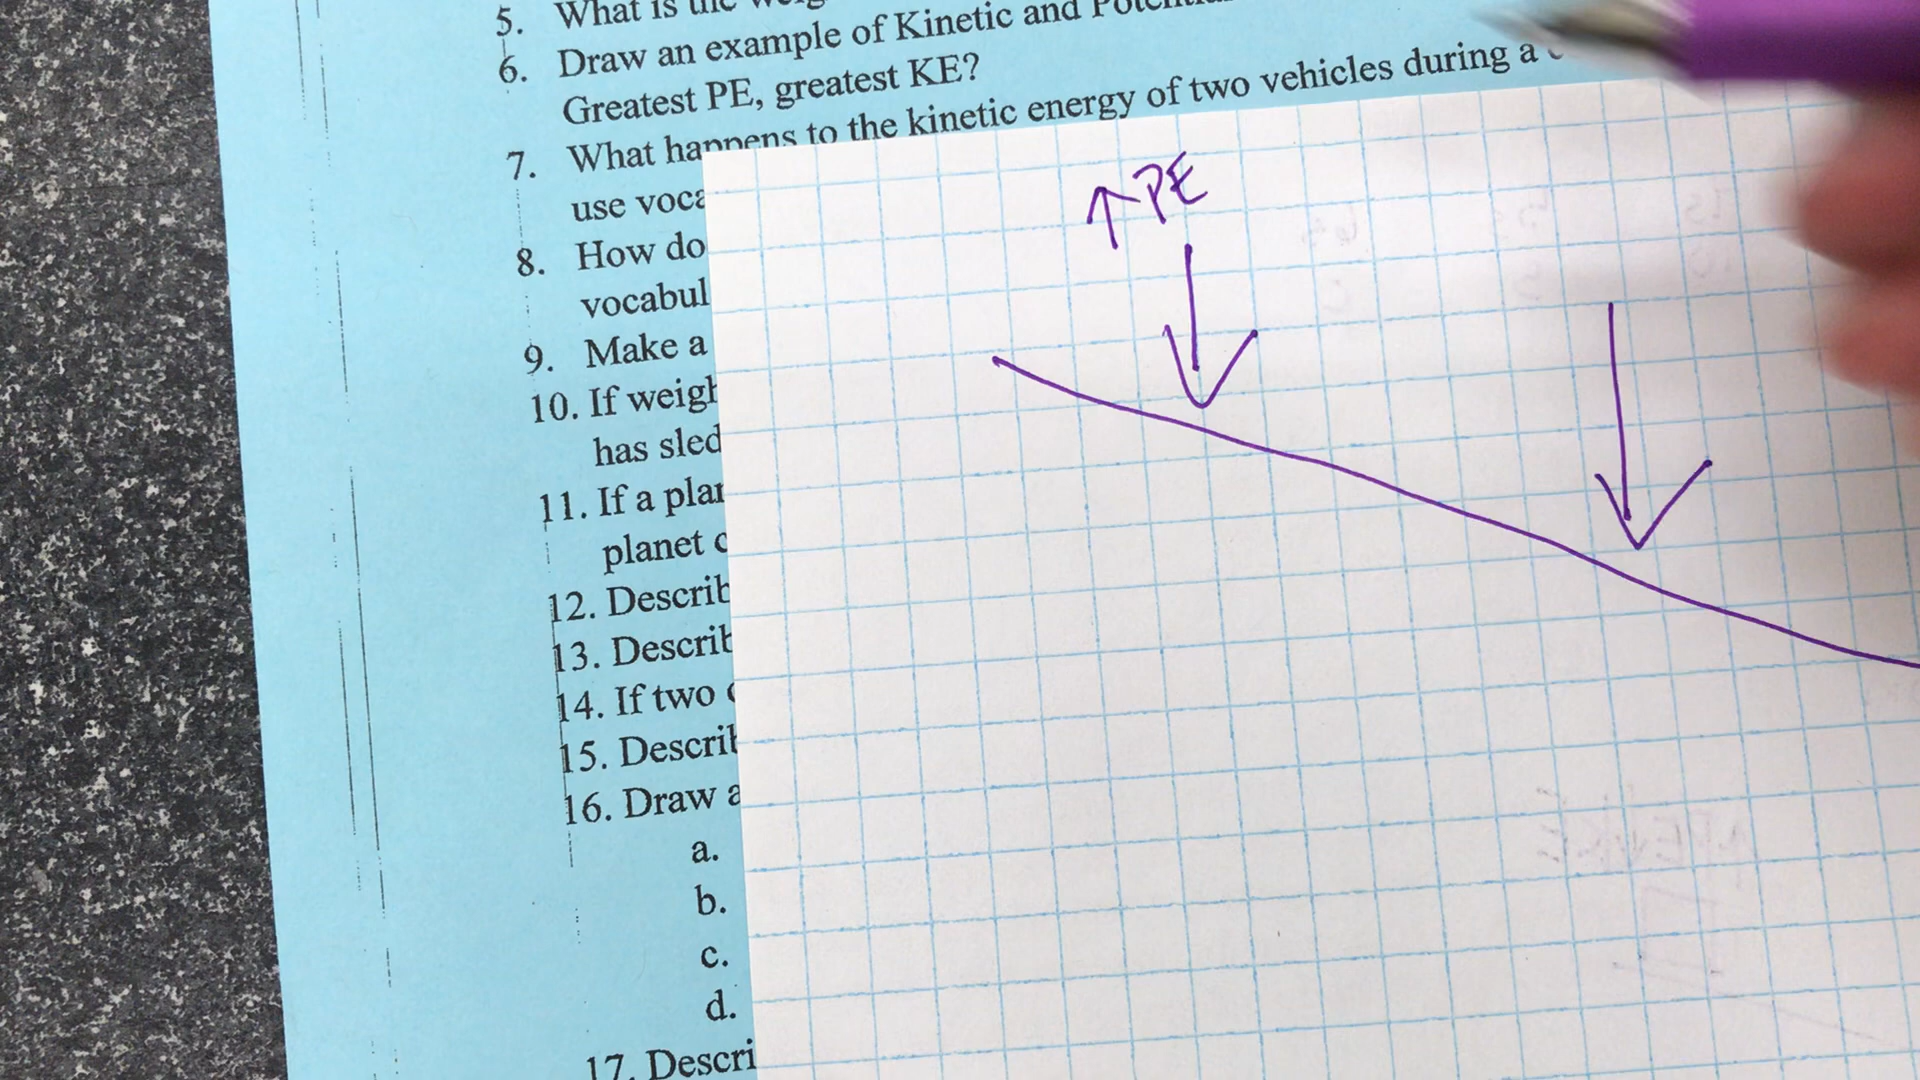 5. What is the
6. Draw an example of Kinetic and
Greatest PE, greatest KE?
7. What happens to the kinetic energy of two vehicles during a
use voca
8. How do
vocabul
9. Make a
10. If weigh
has sled
11. If a plan
planet c
12. Describ
13. Describ
14. If two
15. Describ
16. Draw a
a.
b.
c.
d.
17. Descri
↑PE